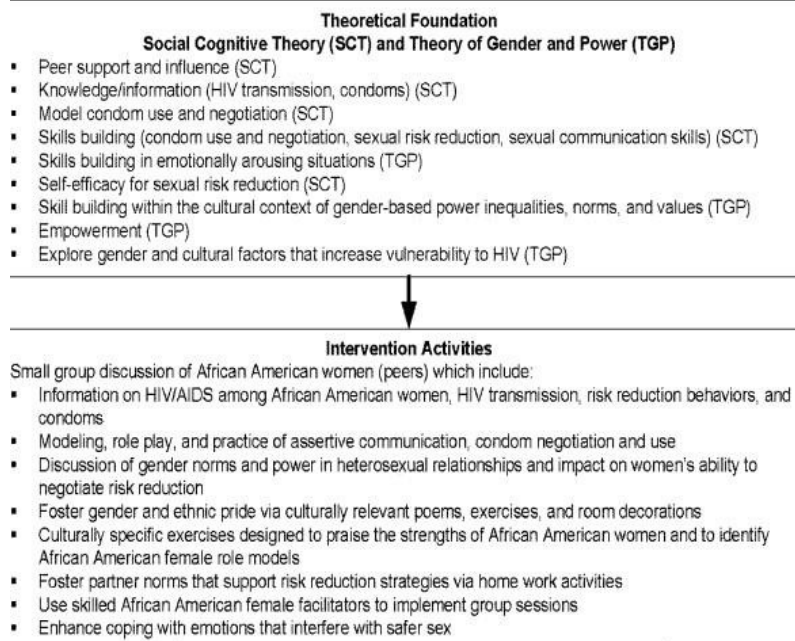 Theoretical Foundation
Social Cognitive Theory (SCT) and Theory of Gender and Power (TGP)
▪ Peer support and influence (SCT)
▪ Knowledge/information (HIV transmission, condoms) (SCT)
▪ Model condom use and negotiation (SCT)
▪ Skills building (condom use and negotiation, sexual risk reduction, sexual communication skills) (SCT)
▪ Skills building in emotionally arousing situations (TGP)
▪ Self-efficacy for sexual risk reduction (SCT)
▪ Skill building within the cultural context of gender-based power inequalities, norms, and values (TGP)
▪ Empowerment (TGP)
▪ Explore gender and cultural factors that increase vulnerability to HIV (TGP)
Intervention Activities
Small group discussion of African American women (peers) which include:
▪ Information on HIV/AIDS among African American women, HIV transmission, risk reduction behaviors, and
condoms
▪ Modeling, role play, and practice of assertive communication, condom negotiation and use
▪ Discussion of gender norms and power in heterosexual relationships and impact on women's ability to
negotiate risk reduction
▪ Foster gender and ethnic pride via culturally relevant poems, exercises, and room decorations
▪ Culturally specific exercises designed to praise the strengths of African American women and to identify
African American female role models
▪ Foster partner norms that support risk reduction strategies via home work activities
▪ Use skilled African American female facilitators to implement group sessions
▪ Enhance coping with emotions that interfere with safer sex